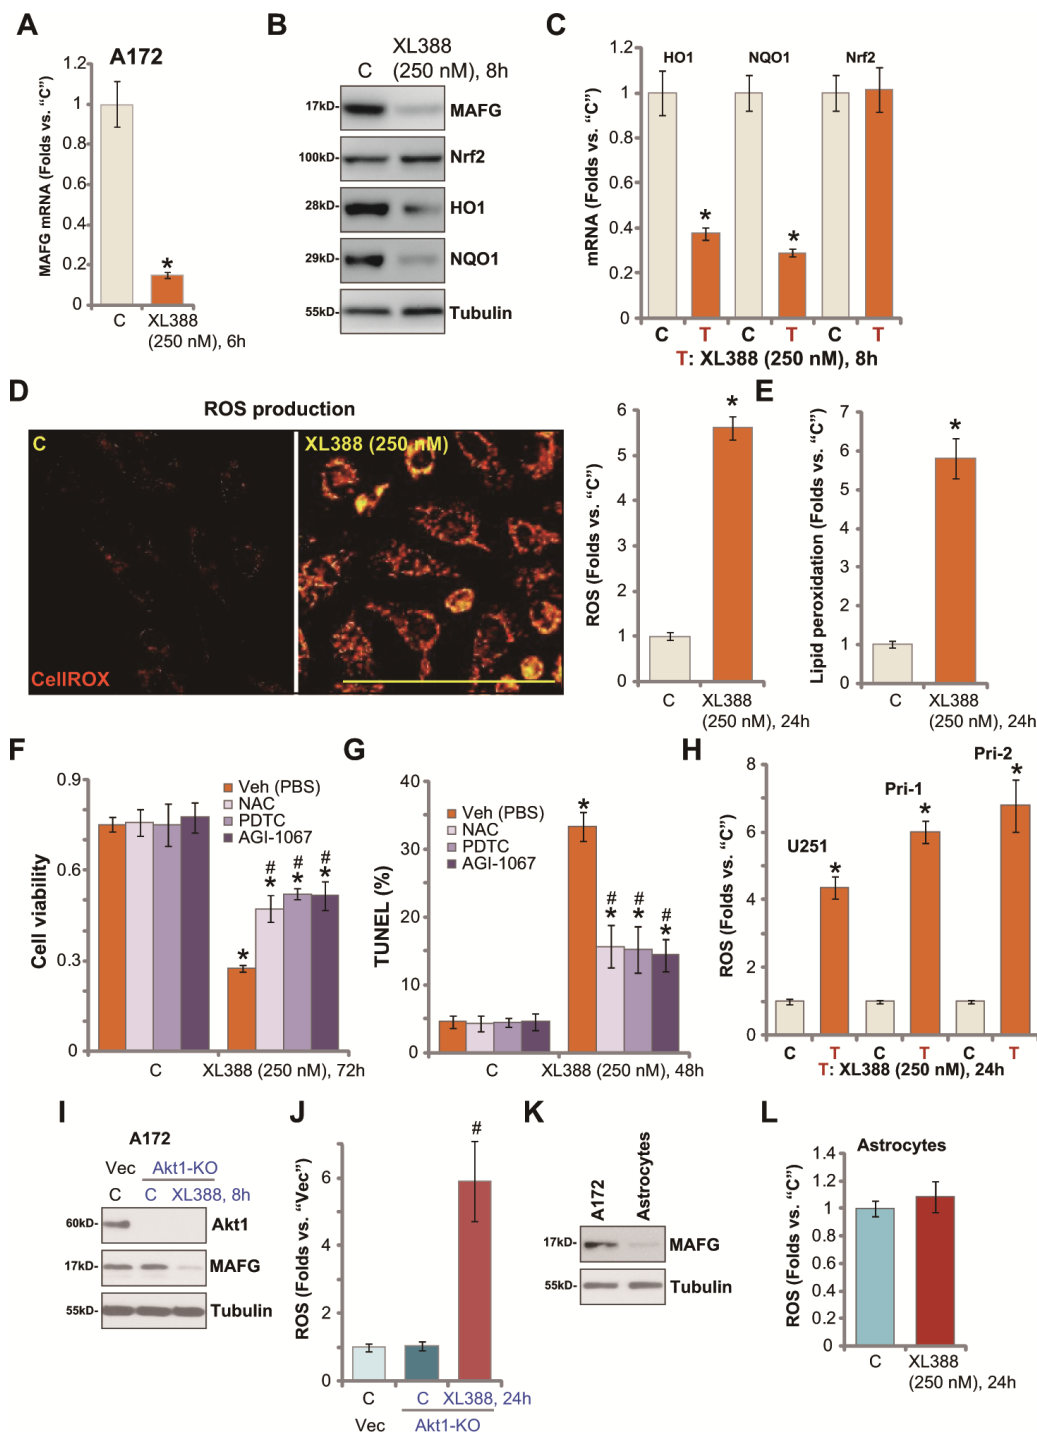 A
A172
MAFG mRNA (Folds vs. “C”)
1.2
1
0.8
0.6
0.4
0.2
0
*
C
XL388
(250 nM), 6h
B
XL388
C (250 nM), 8h
17kD- MAFG
100kD- Nrf2
28kD- HO1
29kD- NQO1
55kD- Tubulin
C
HO1 NQO1 Nrf2
mRNA (Folds vs. “C”)
1
0.8
0.6
0.4
0.2
0
* *
C T C T C T
T: XL388 (250 nM), 8h
D
ROS production
C
XL388 (250 nM)
CellROX
ROS (Folds vs. “C”)
6
5
4
3
2
1
0
*
C XL388
(250 nM), 24h
E
Lipid peroxidation (Folds vs. “C”)
7
6
5
4
3
2
1
0
*
C XL388
(250 nM), 24h
F
Cell viability
0.9
0.6
0.3
0
Veh (PBS)
NAC
PDTC
AGI-1067
# # #
* * * *
C XL388 (250 nM), 72h
G
TUNEL (%)
40
30
20
10
0
Veh (PBS)
NAC
PDTC
AGI-1067
# # #
* * * *
C XL388 (250 nM), 48h
H
ROS (Folds vs. “C”)
8
6
4
2
0
U251
Pri-1
Pri-2
* * *
C T C T C T
T: XL388 (250 nM), 24h
I
A172
Vec Akt1-KO
C C XL388, 8h
60kD- Akt1
17kD- MAFG
55kD- Tubulin
J
ROS (Folds vs. “Vec”)
6
4
2
0
#
C C XL388, 24h
Vec Akt1-KO
K
A172
Astrocytes
17kD- MAFG
55kD- Tubulin
L
Astrocytes
ROS (Folds vs. “C”)
1.4
1.2
1
0.8
0.6
0.4
0.2
0
C XL388
(250 nM), 24h